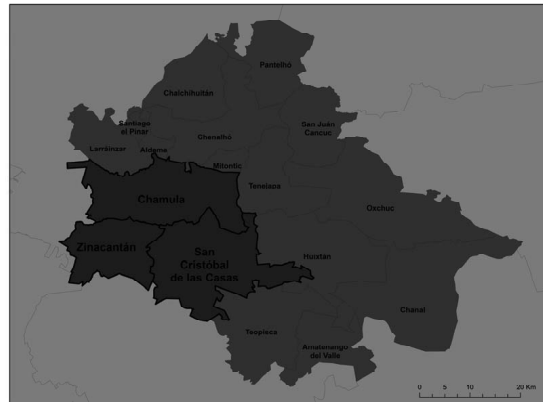 Pantelhó
Chalchihuitán
Santiago
el Pinar
San Juán
Cancuc
Larráinzar
Aldama
Chenalhó
Mitontic
Tenejapa
Chamula
Oxchuc
Zinacantán
San
Cristóbal
de las Casas
Huixtán
Chanal
Teopisca
Amatenango
del Valle
0 5 10 20 Km